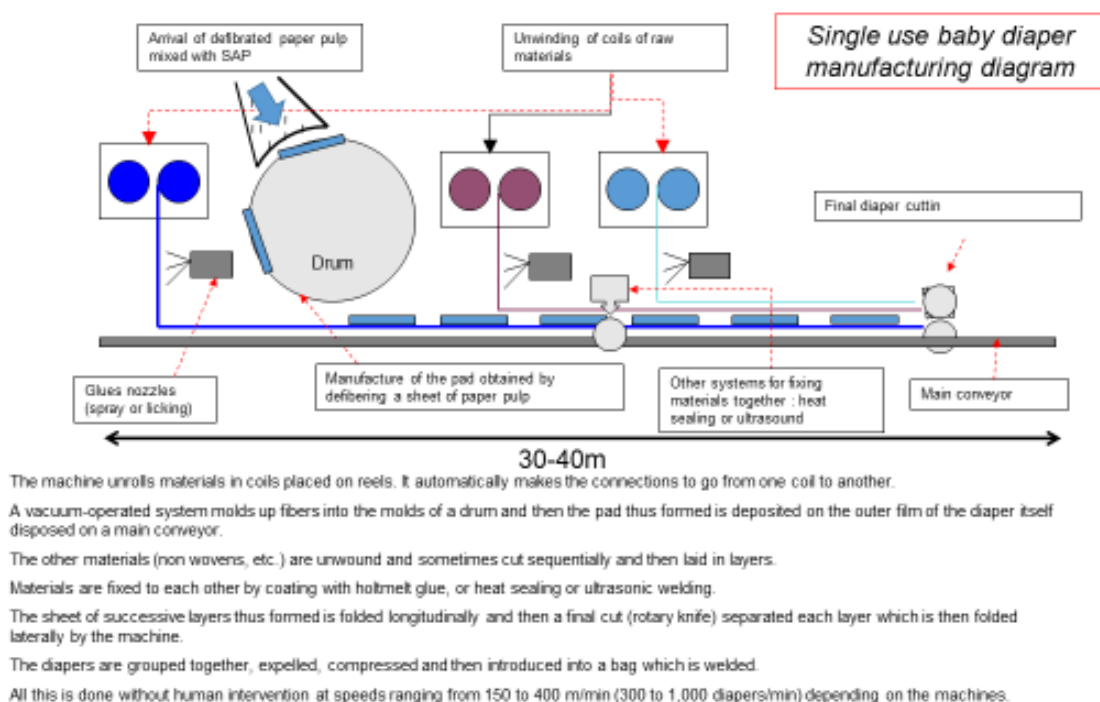 Arrival of defibrated paper pulp
mixed with SAP
Unwinding of coils of raw
materials
Single use baby diaper
manufacturing diagram
Final diaper cuttin
Drum
Glues nozzles
(spray or licking)
Manufacture of the pad obtained by
defibering a sheet of paper pulp
Other systems for fixing
materials together : heat
sealing or ultrasound
Main conveyor
30-40m
The machine unrolls materials in coils placed on reels. It automatically makes the connections to go from one coil to another.
A vacuum-operated system molds up fibers into the molds of a drum and then the pad thus formed is deposited on the outer film of the diaper itself
disposed on a main conveyor.
The other materials (non wovens, etc.) are unwound and sometimes cut sequentially and then laid in layers.
Materials are fixed to each other by coating with holtmelt glue, or heat sealing or ultrasonic welding.
The sheet of successive layers thus formed is folded longitudinally and then a final cut (rotary knife) separated each layer which is then folded
laterally by the machine.
The diapers are grouped together, expelled, compressed and then introduced into a bag which is welded.
All this is done without human intervention at speeds ranging from 150 to 400 m/min (300 to 1,000 diapers/min) depending on the machines.